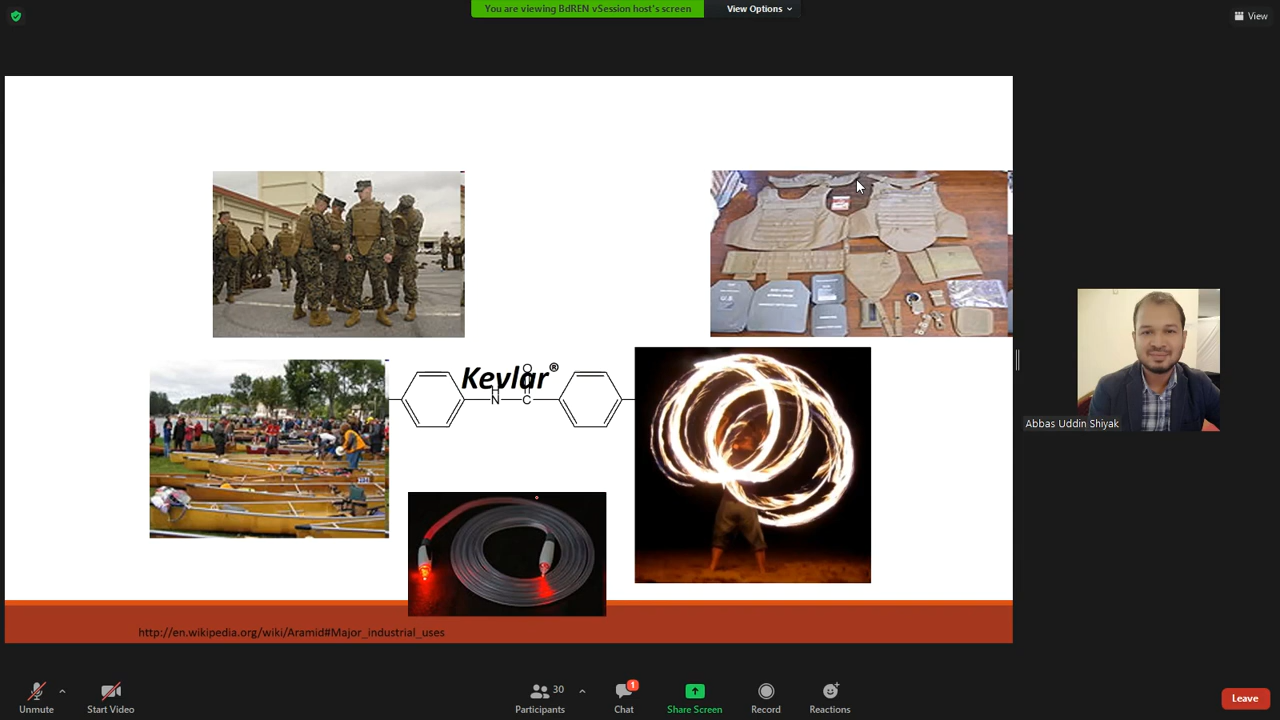 You are viewing BdREN vSession host's screen
View Options
View
Kevlar®
O
H
N
C
Abbas Uddin Shiyak
http://en.wikipedia.org/wiki/Aramid#Major_industrial_uses
Unmute
Start Video
30
Participants
1
Chat
Share Screen
Record
Reactions
Leave